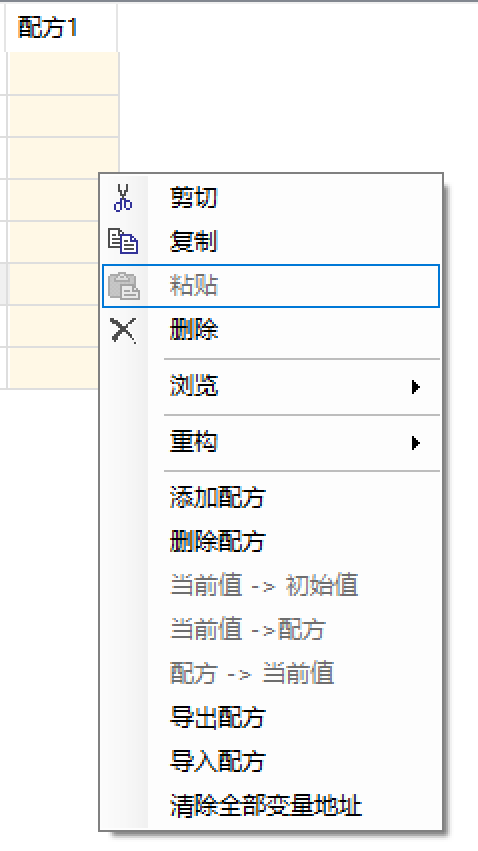 配方1
剪切
复制
粘贴
删除
浏览
重构
添加配方
删除配方
当前值 -> 初始值
当前值 ->配方
配方 -> 当前值
导出配方
导入配方
清除全部变量地址